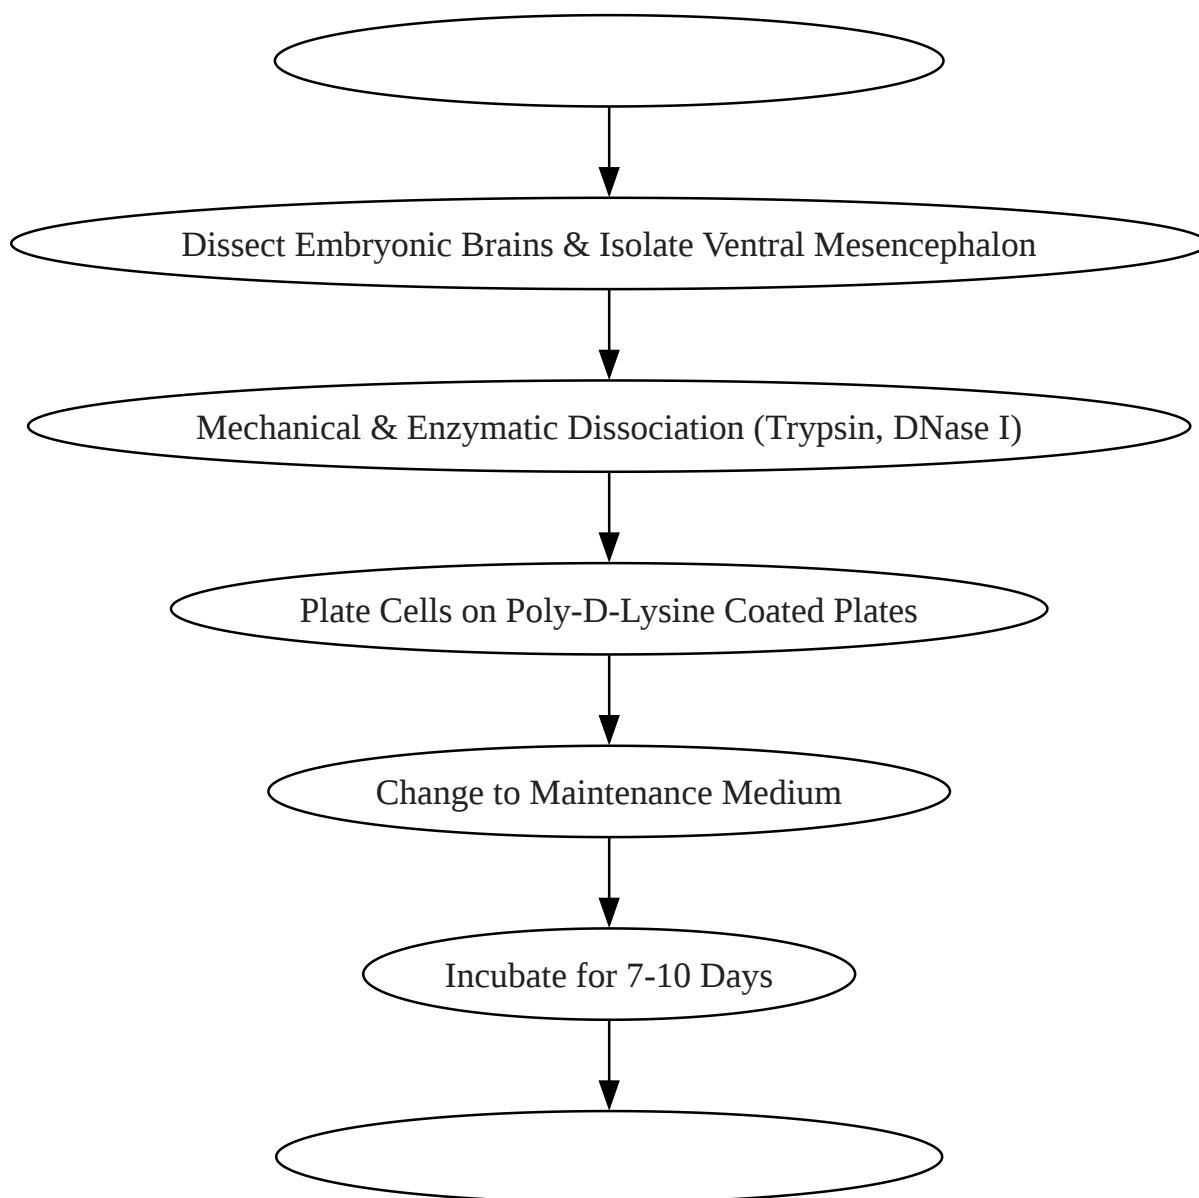 Dissect Embryonic Brains & Isolate Ventral Mesencephalon
Mechanical & Enzymatic Dissociation (Trypsin, DNase I)
Plate Cells on Poly-D-Lysine Coated Plates
Change to Maintenance Medium
Incubate for 7-10 Days